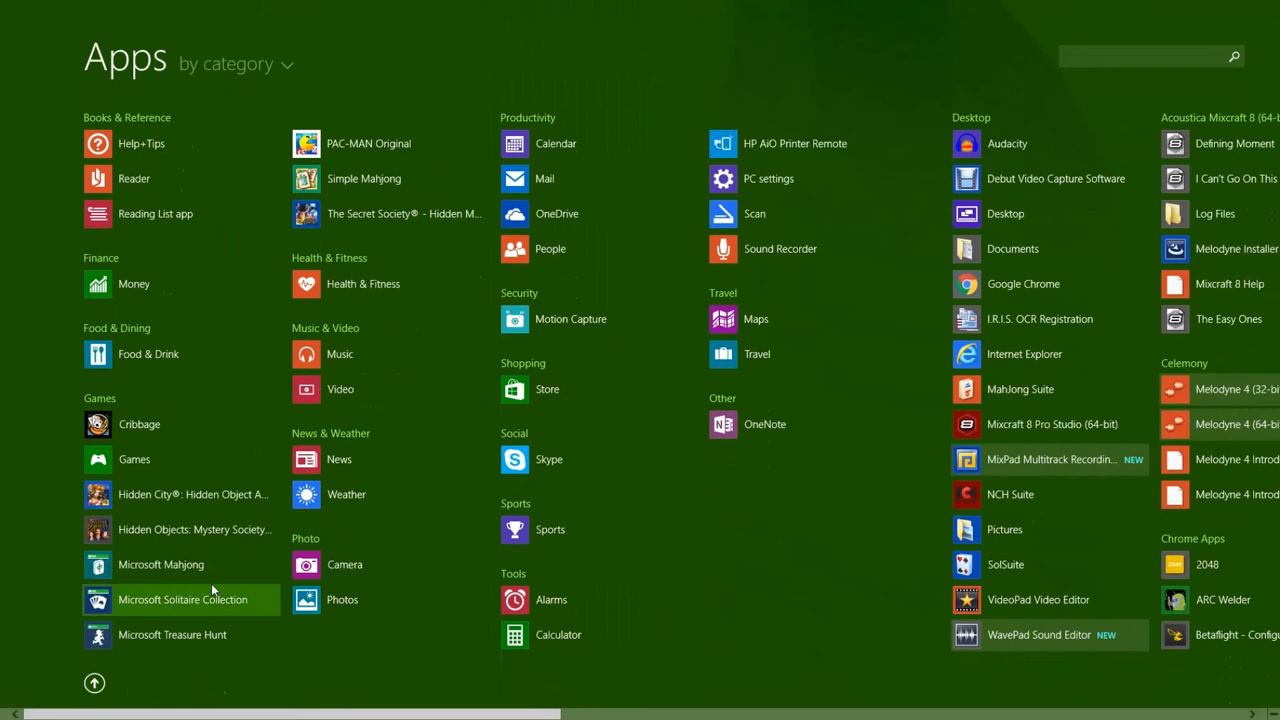 Apps by category
Books & Reference
Help+Tips
Reader
Reading List app
Finance
Money
Food & Dining
Food & Drink
Games
Cribbage
Games
Hidden City®: Hidden Object A...
Hidden Objects: Mystery Society...
Microsoft Mahjong
Microsoft Solitaire Collection
Microsoft Treasure Hunt
PAC-MAN Original
Simple Mahjong
The Secret Society® - Hidden M...
Health & Fitness
Health & Fitness
Music & Video
Music
Video
News & Weather
News
Weather
Photo
Camera
Photos
Productivity
Calendar
Mail
OneDrive
People
Security
Motion Capture
Shopping
Store
Social
Skype
Sports
Sports
Tools
Alarms
Calculator
HP AiO Printer Remote
PC settings
Scan
Sound Recorder
Travel
Maps
Travel
Other
OneNote
Desktop
Audacity
Debut Video Capture Software
Desktop
Documents
Google Chrome
I.R.I.S. OCR Registration
Internet Explorer
MahJong Suite
Mixcraft 8 Pro Studio (64-bit)
MixPad Multitrack Recordin... NEW
NCH Suite
Pictures
SolSuite
VideoPad Video Editor
WavePad Sound Editor NEW
Acoustica Mixcraft 8 (64-b
Defining Moment
I Can't Go On This
Log Files
Melodyne Installer
Mixcraft 8 Help
The Easy Ones
Celemony
Melodyne 4 (32-bi
Melodyne 4 (64-bi
Melodyne 4 Introd
Melodyne 4 Introd
Chrome Apps
2048
ARC Welder
Betaflight - Configu